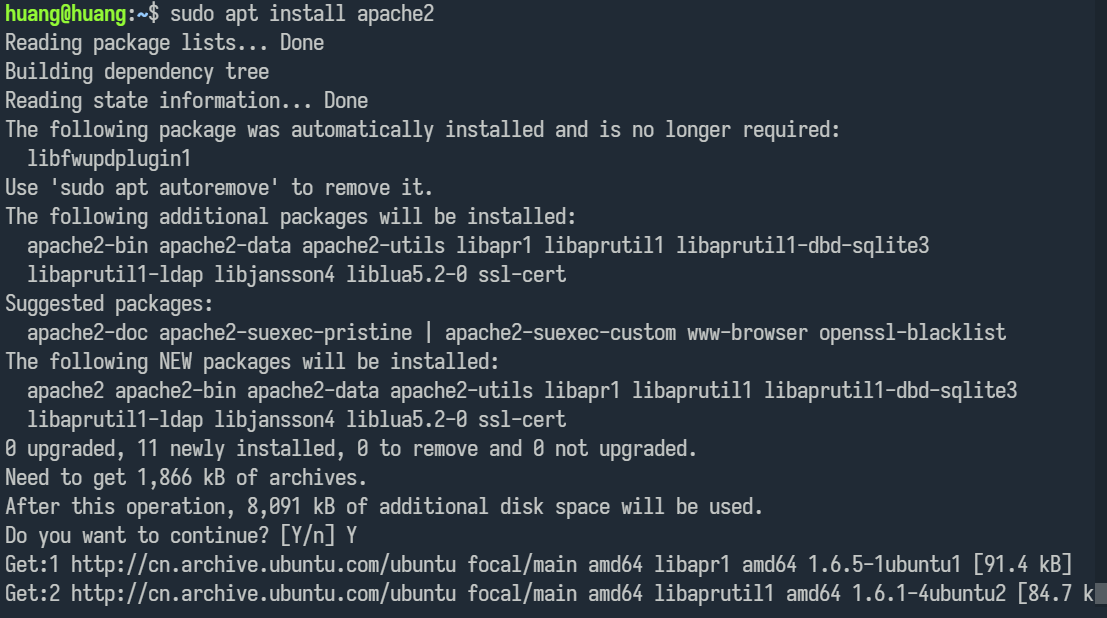 huang@huang:~$ sudo apt install apache2
Reading package lists... Done
Building dependency tree
Reading state information... Done
The following package was automatically installed and is no longer required:
  libfwupdplugin1
Use 'sudo apt autoremove' to remove it.
The following additional packages will be installed:
  apache2-bin apache2-data apache2-utils libapr1 libaprutil1 libaprutil1-dbd-sqlite3
  libaprutil1-ldap libjansson4 liblua5.2-0 ssl-cert
Suggested packages:
  apache2-doc apache2-suexec-pristine | apache2-suexec-custom www-browser openssl-blacklist
The following NEW packages will be installed:
  apache2 apache2-bin apache2-data apache2-utils libapr1 libaprutil1 libaprutil1-dbd-sqlite3
  libaprutil1-ldap libjansson4 liblua5.2-0 ssl-cert
0 upgraded, 11 newly installed, 0 to remove and 0 not upgraded.
Need to get 1,866 kB of archives.
After this operation, 8,091 kB of additional disk space will be used.
Do you want to continue? [Y/n] Y
Get:1 http://cn.archive.ubuntu.com/ubuntu focal/main amd64 libapr1 amd64 1.6.5-1ubuntu1 [91.4 kB]
Get:2 http://cn.archive.ubuntu.com/ubuntu focal/main amd64 libaprutil1 amd64 1.6.1-4ubuntu2 [84.7 k